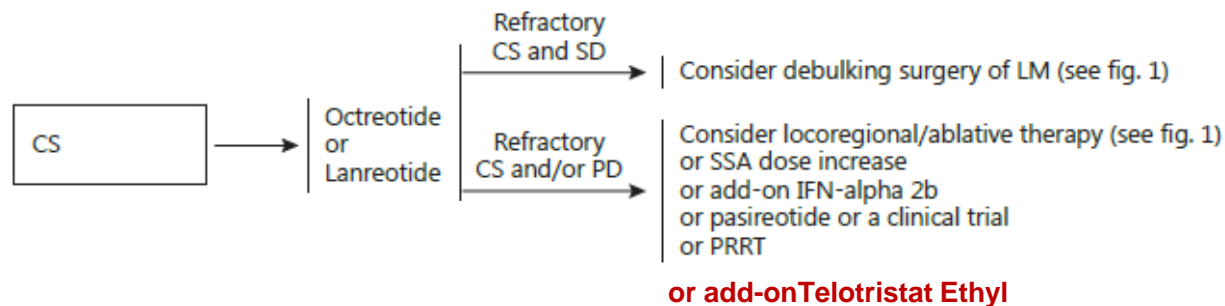 CS
Octreotide
or
Lanreotide
Refractory
CS and SD
Consider debulking surgery of LM (see fig. 1)
Refractory
CS and/or PD
Consider locoregional/ablative therapy (see fig. 1)
or SSA dose increase
or add-on IFN-alpha 2b
or pasireotide or a clinical trial
or PRRT
or add-onTelotristat Ethyl